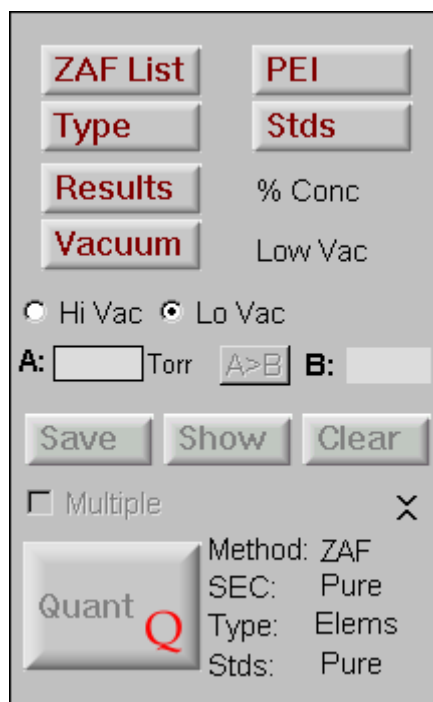 ZAF List PEI
Type Stds
Results % Conc
Vacuum Low Vac
Hi Vac Lo Vac
A: Torr A>B B:
Save Show Clear
Multiple
Method: ZAF
SEC: Pure
Quant Q
Type: Elems
Stds: Pure